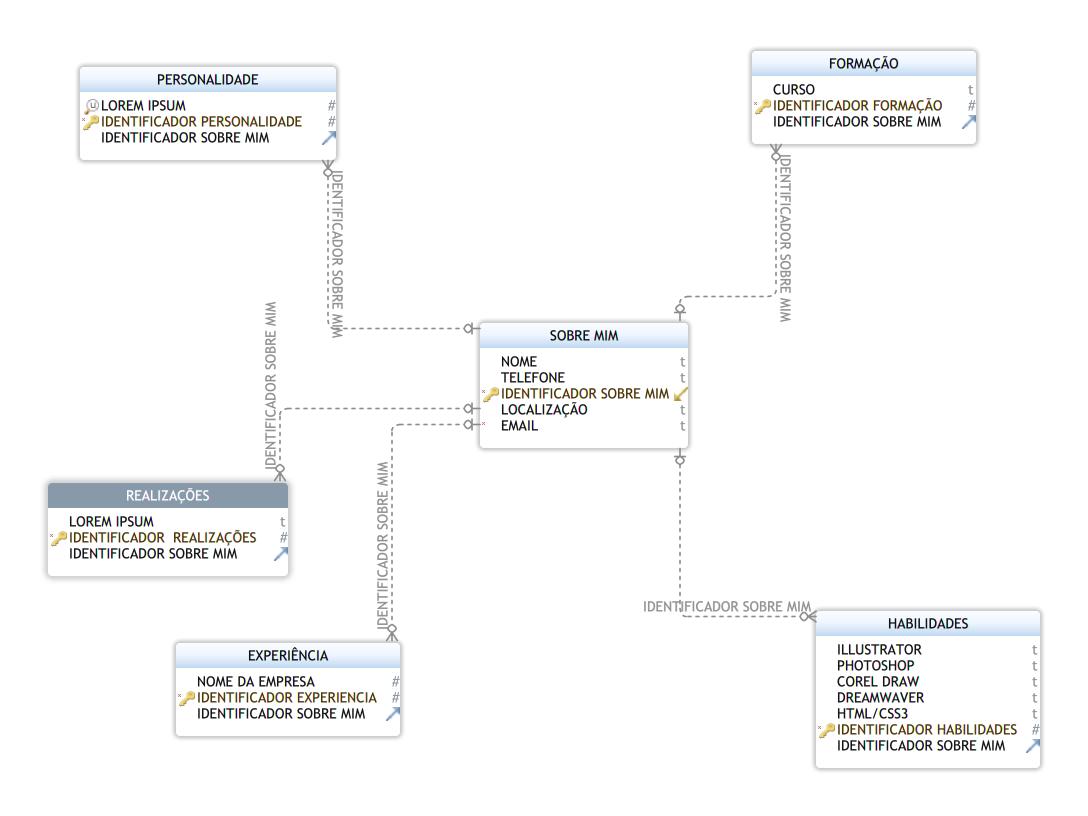 PERSONALIDADE
LOREM IPSUM #
IDENTIFICADOR PERSONALIDADE #
IDENTIFICADOR SOBRE MIM
FORMAÇÃO
CURSO t
IDENTIFICADOR FORMAÇÃO #
IDENTIFICADOR SOBRE MIM
IDENTIFICADOR SOBRE MIM
IDENTIFICADOR SOBRE MIM
SOBRE MIM
NOME t
TELEFONE t
IDENTIFICADOR SOBRE MIM
LOCALIZAÇÃO t
EMAIL t
IDENTIFICADOR SOBRE MIM
IDENTIFICADOR SOBRE MIM
REALIZAÇÕES
LOREM IPSUM t
IDENTIFICADOR REALIZAÇÕES #
IDENTIFICADOR SOBRE MIM
IDENTIFICADOR SOBRE MIM
EXPERIÊNCIA
NOME DA EMPRESA #
IDENTIFICADOR EXPERIENCIA #
IDENTIFICADOR SOBRE MIM
HABILIDADES
ILLUSTRATOR t
PHOTOSHOP t
COREL DRAW t
DREAMWAVER t
HTML/CSS3 t
IDENTIFICADOR HABILIDADES #
IDENTIFICADOR SOBRE MIM